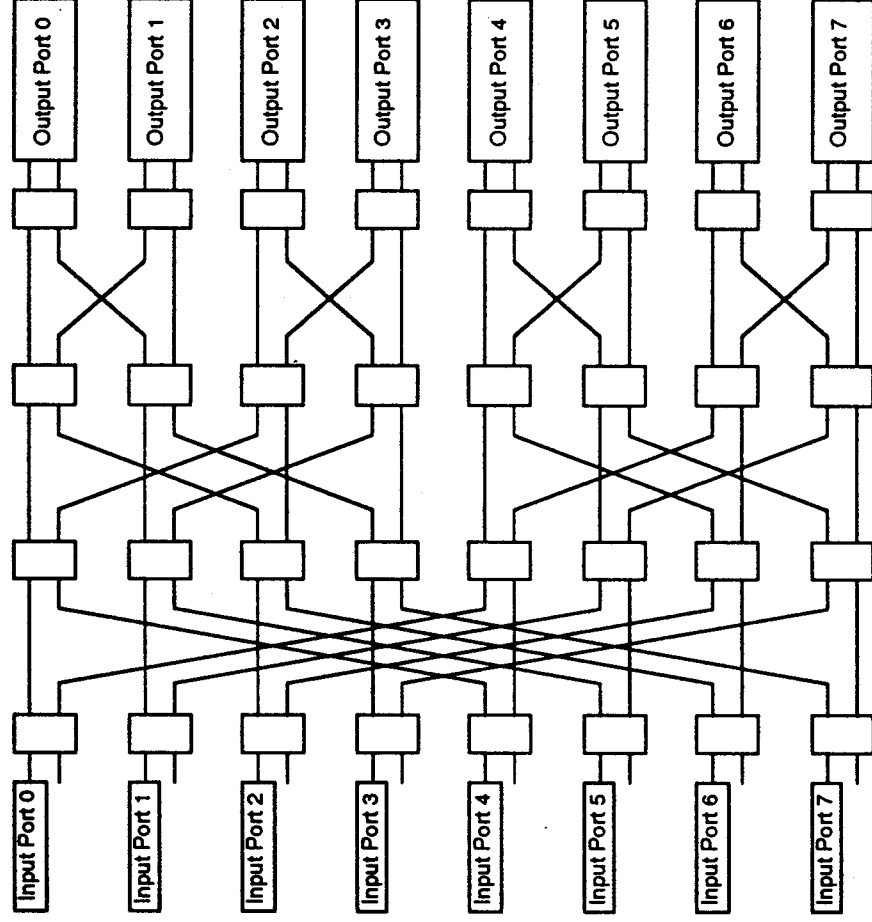 Output Port 0
Output Port 1
Output Port 2
Output Port 3
Output Port 4
Output Port 5
Output Port 6
Output Port 7
Input Port 0
Input Port 1
Input Port 2
Input Port 3
Input Port 4
Input Port 5
Input Port 6
Input Port 7